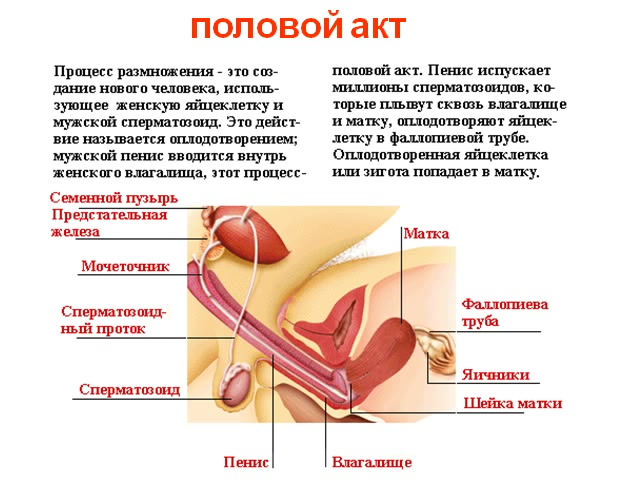 половой акт
Процесс размножения - это соз-
дание нового человека, исполь-
зующее женскую яйцеклетку и
мужской сперматозоид. Это дейст-
вие называется оплодотворением;
мужской пенис вводится внутрь
женского влагалища, этот процесс-
половой акт. Пенис испускает
миллионы сперматозоидов, ко-
торые плывут сквозь влагалище
и матку, оплодотворяют яйцек-
летку в фаллопиевой трубе.
Оплодотворенная яйцеклетка
или зигота попадает в матку.
Семенной пузырь
Предстательная
железа
Мочеточник
Сперматозоид-
ный проток
Сперматозоид
Пенис
Влагалище
Матка
Фаллопиева
труба
Яичники
Шейка матки